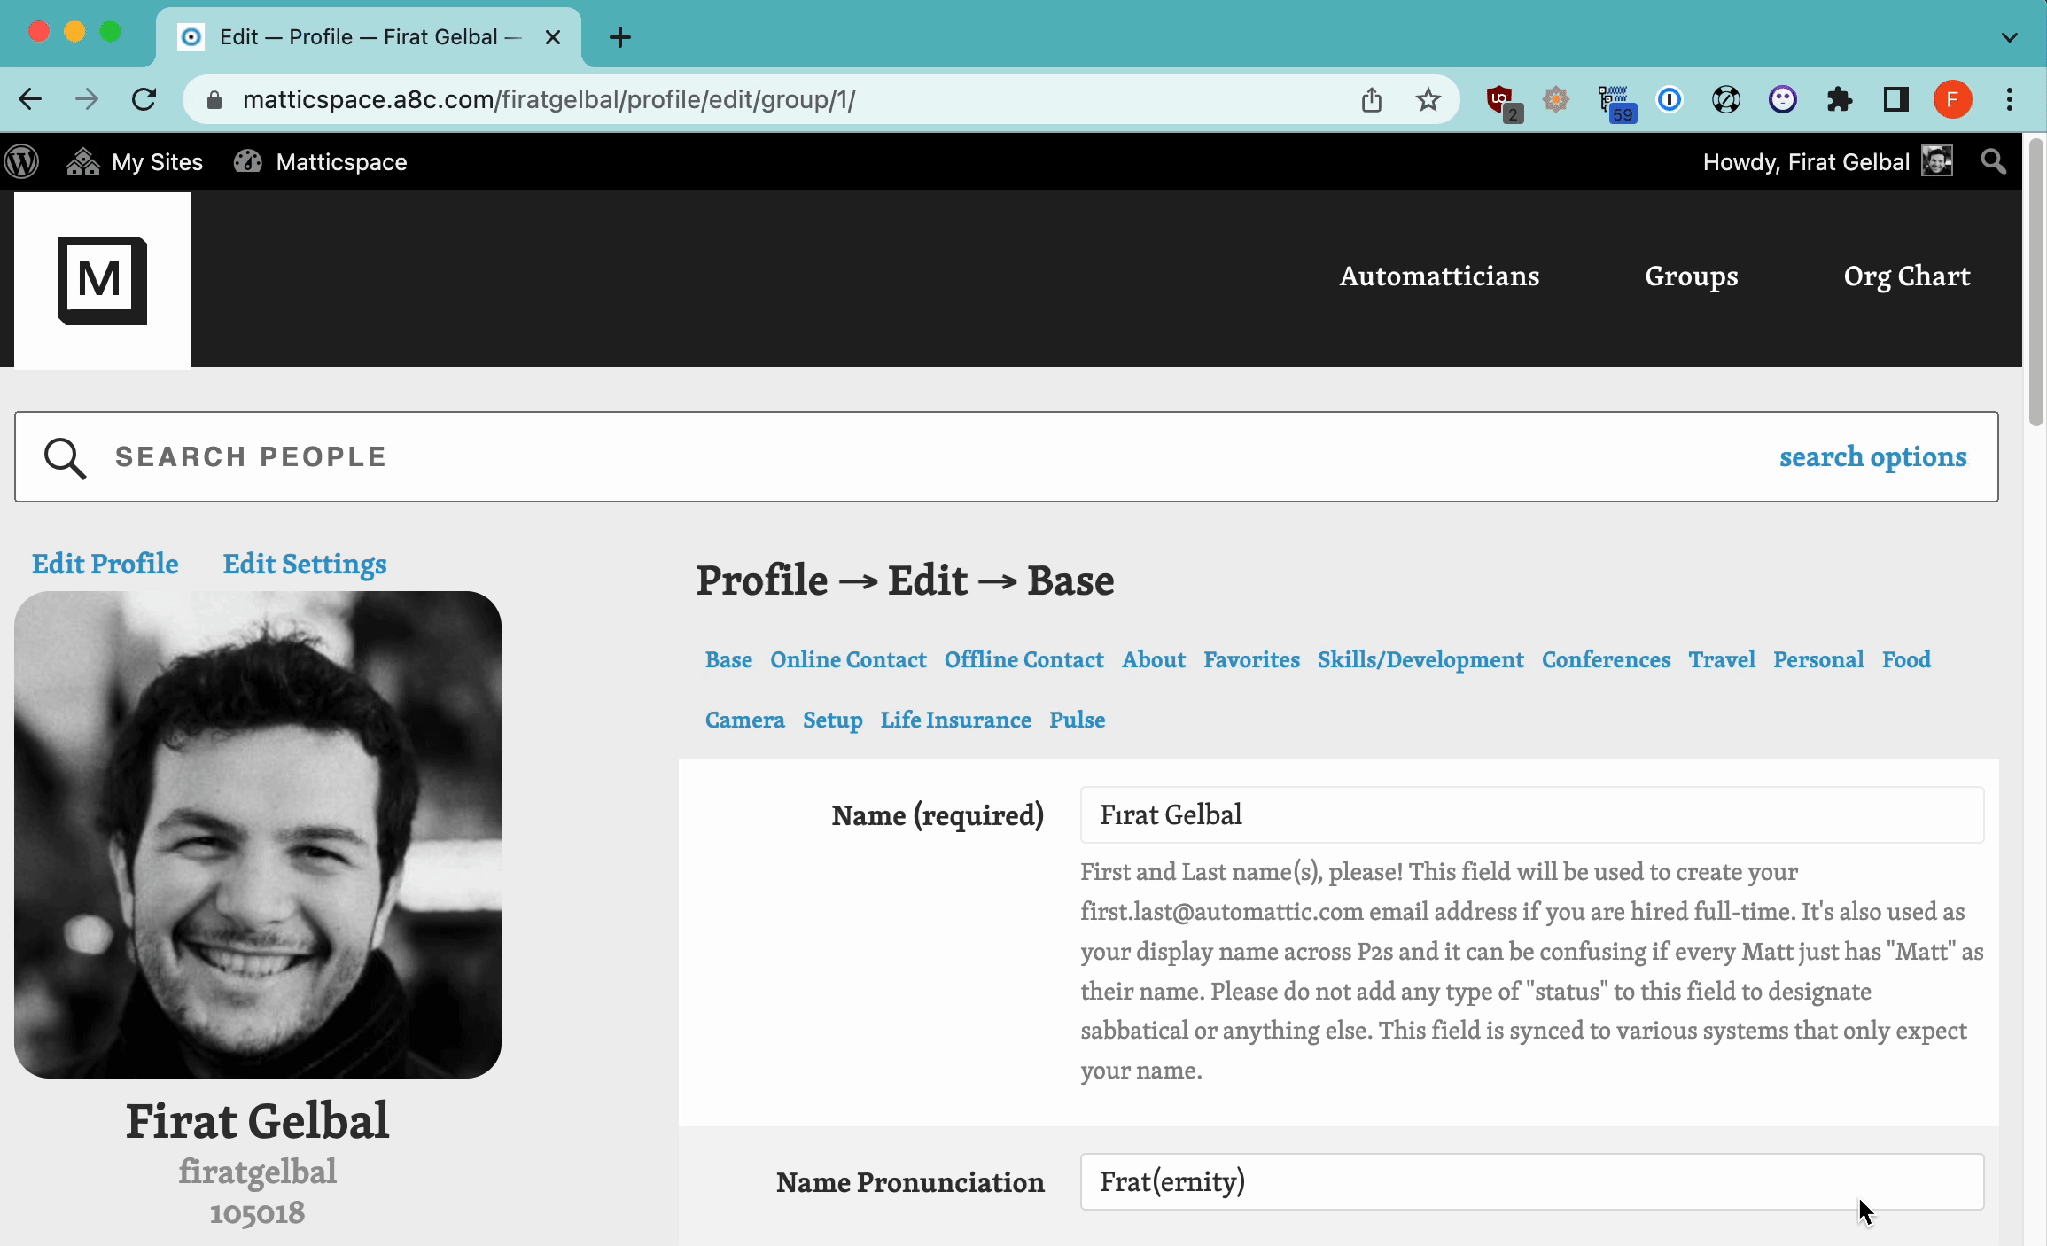 Edit — Profile — Firat Gelbal —
matticspace.a8c.com/firatgelbal/profile/edit/group/1/
2
59
F
My Sites
Matticspace
Howdy, Firat Gelbal
M
Automatticians
Groups
Org Chart
SEARCH PEOPLE
search options
Edit Profile
Edit Settings
Profile → Edit → Base
Base Online Contact Offline Contact About Favorites Skills/Development Conferences Travel Personal Food
Camera Setup Life Insurance Pulse
Name (required)
Fırat Gelbal
First and Last name(s), please! This field will be used to create your
first.last@automattic.com email address if you are hired full-time. It's also used as
your display name across P2s and it can be confusing if every Matt just has "Matt" as
their name. Please do not add any type of "status" to this field to designate
sabbatical or anything else. This field is synced to various systems that only expect
your name.
Firat Gelbal
firatgelbal
105018
Name Pronunciation
Frat(ernity)